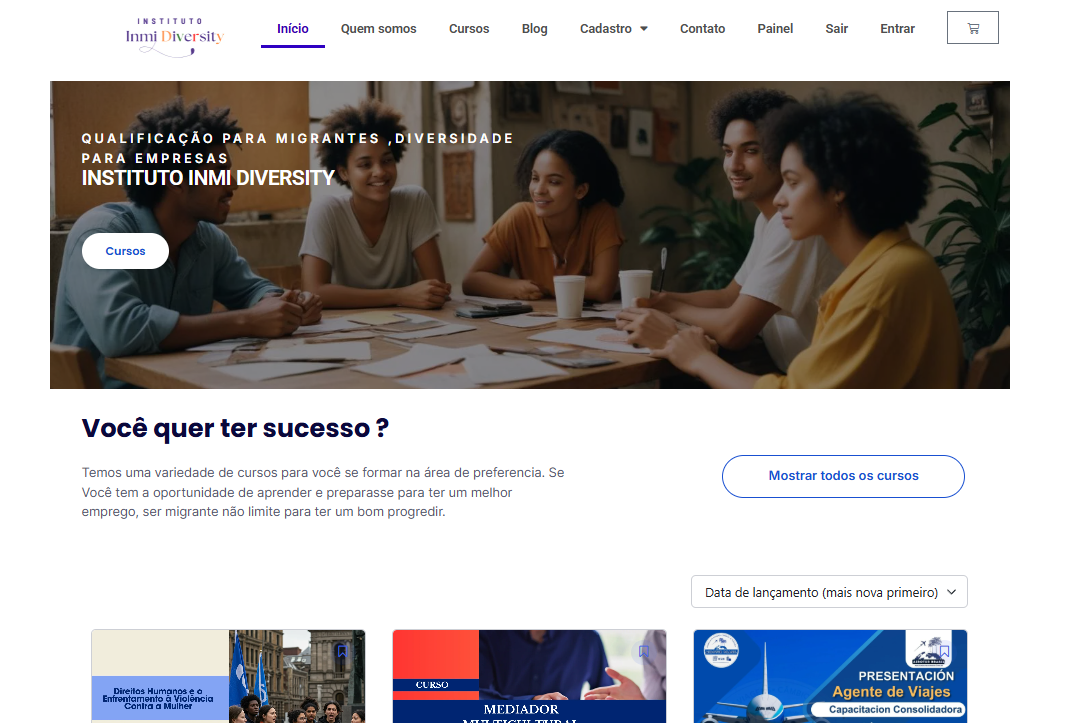 INSTITUTO
Inmi Diversity
Início
Quem somos
Cursos
Blog
Cadastro
Contato
Painel
Sair
Entrar
QUALIFICAÇÃO PARA MIGRANTES ,DIVERSIDADE
PARA EMPRESAS
INSTITUTO INMI DIVERSITY
Cursos
Você quer ter sucesso ?
Temos uma variedade de cursos para você se formar na área de preferencia. Se
Você tem a oportunidade de aprender e preparasse para ter um melhor
emprego, ser migrante não limite para ter um bom progredir.
Mostrar todos os cursos
Data de lançamento (mais nova primeiro)
Direitos Humanos e o
Enfrentamento à Violência
Contra a Mulher
CURSO
MEDIADOR
MULTICULTURAL
PRESENTACIÓN
Agente de Viajes
Capacitacion Consolidadora